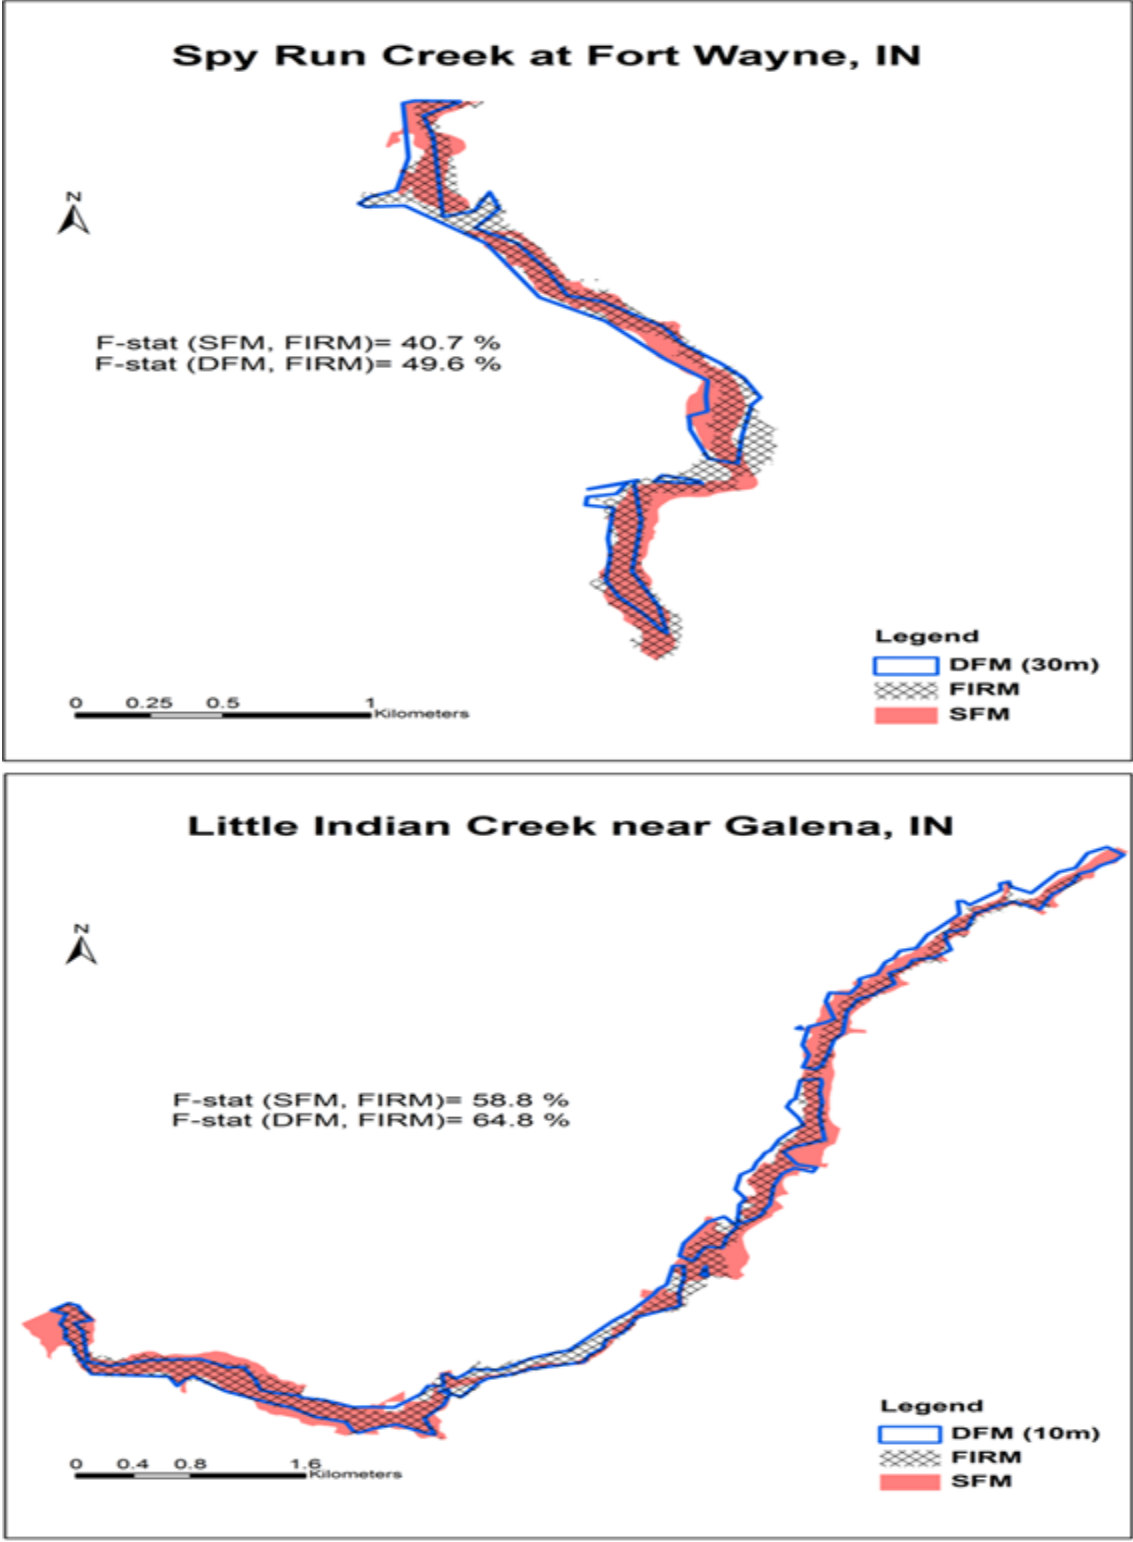 Spy Run Creek at Fort Wayne, IN
N
F-stat (SFM, FIRM)= 40.7 %
F-stat (DFM, FIRM)= 49.6 %
Legend
DFM (30m)
FIRM
SFM
0 0.25 0.5 1
Kilometers
Little Indian Creek near Galena, IN
N
F-stat (SFM, FIRM)= 58.8 %
F-stat (DFM, FIRM)= 64.8 %
Legend
DFM (10m)
FIRM
SFM
0 0.4 0.8 1.6
Kilometers